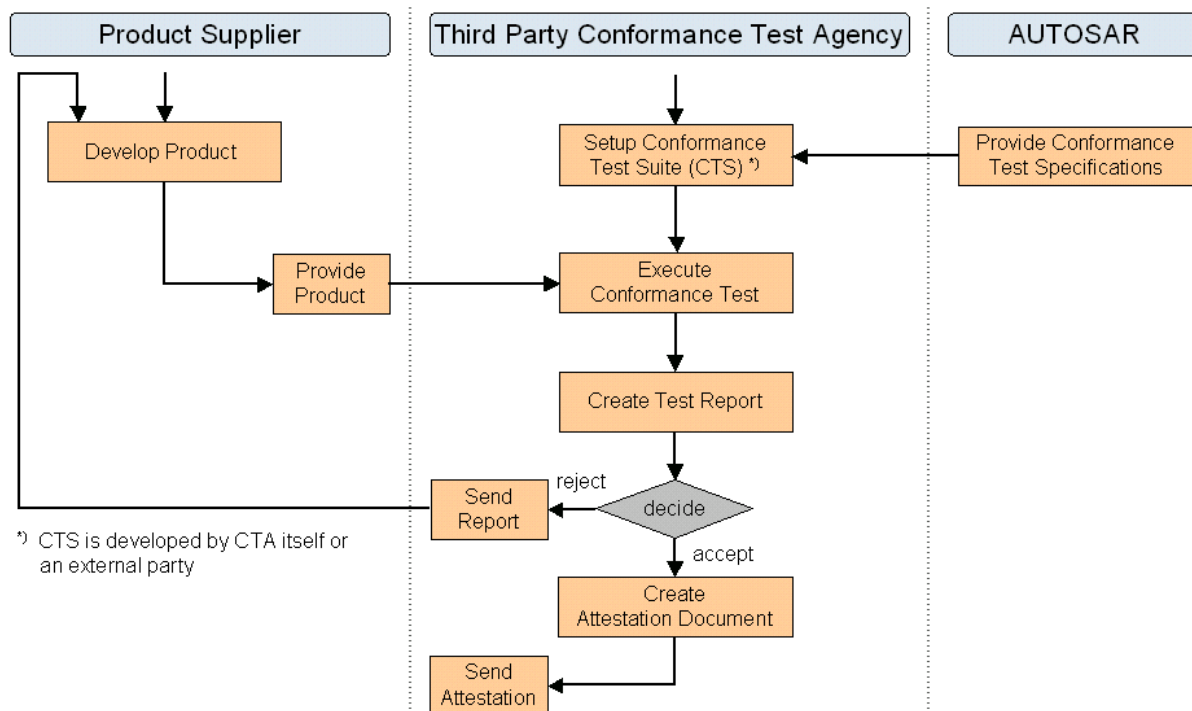 Product Supplier
Third Party Conformance Test Agency
AUTOSAR
Develop Product
Setup Conformance
Test Suite (CTS) *)
Provide Conformance
Test Specifications
Provide
Product
Execute
Conformance Test
Create Test Report
reject
Send
Report
decide
*) CTS is developed by CTA itself or
an external party
accept
Create
Attestation Document
Send
Attestation